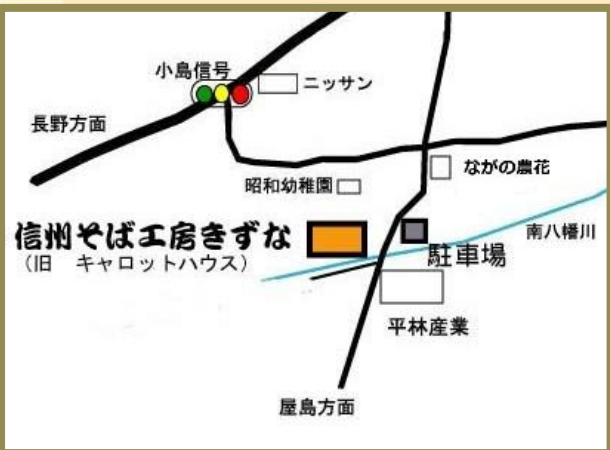 小島信号
ニッサン
長野方面
ながの農花
昭和幼稚園
信州そば工房きずな
(旧 キャロットハウス)
南八幡川
駐車場
平林産業
屋島方面